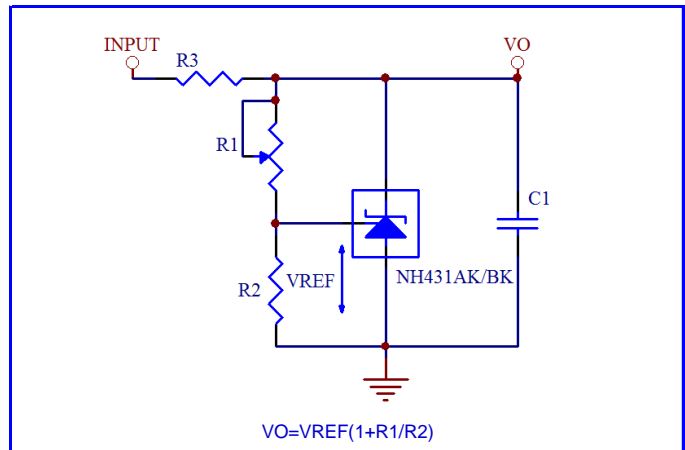 INPUT
VO
R3
R1
C1
R2
VREF
NH431AK/BK
VO=VREF(1+R1/R2)